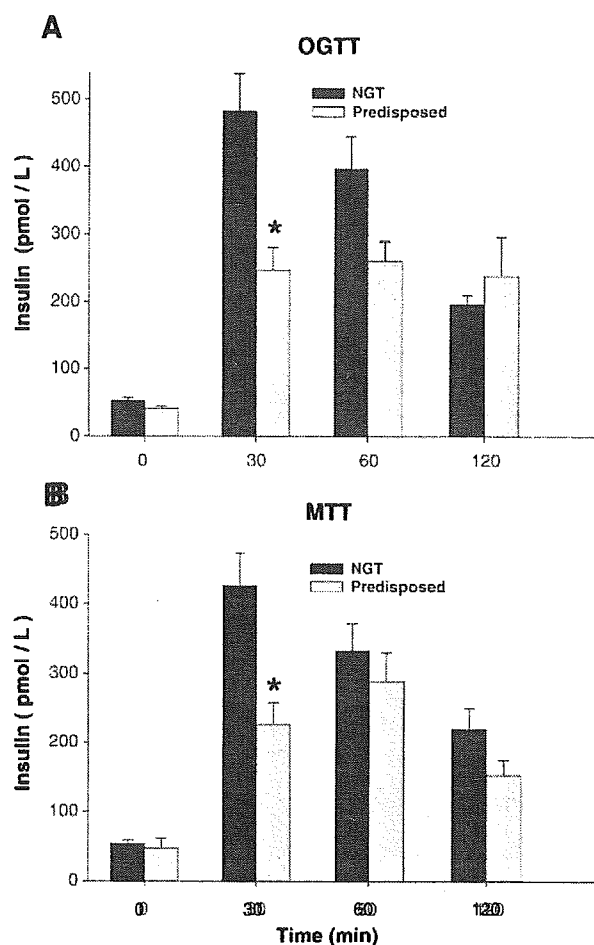 A
OGTT
NGT
Predisposed
Insulin (pmol / L)
500
400
300
200
100
0
0
30
60
120
B
MTT
NGT
Predisposed
*
Insulin ( pmol / L)
500
400
300
200
100
0
*
0
30
60
120
Time (min)